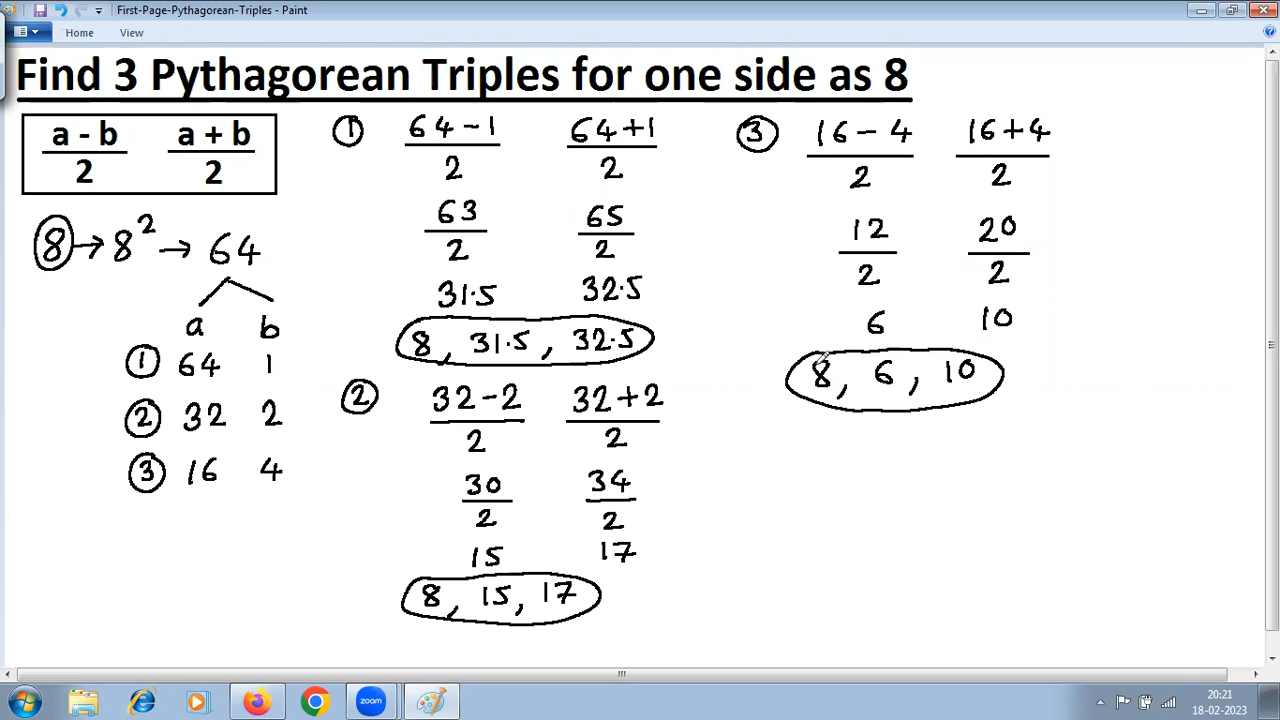 First-Page-Pythagorean-Triples - Paint
Home View
Find 3 Pythagorean Triples for one side as 8
a - b
2
a + b
2
8 → 8² → 64
a b
① 64 1
② 32 2
③ 16 4
①
64 - 1
2
64 + 1
2
63
2
65
2
31.5 32.5
8, 31.5, 32.5
②
32 - 2
2
32 + 2
2
30
2
34
2
15 17
8, 15, 17
③
16 - 4
2
16 + 4
2
12
2
20
2
6 10
8, 6, 10
zoom
20:21
18-02-2023